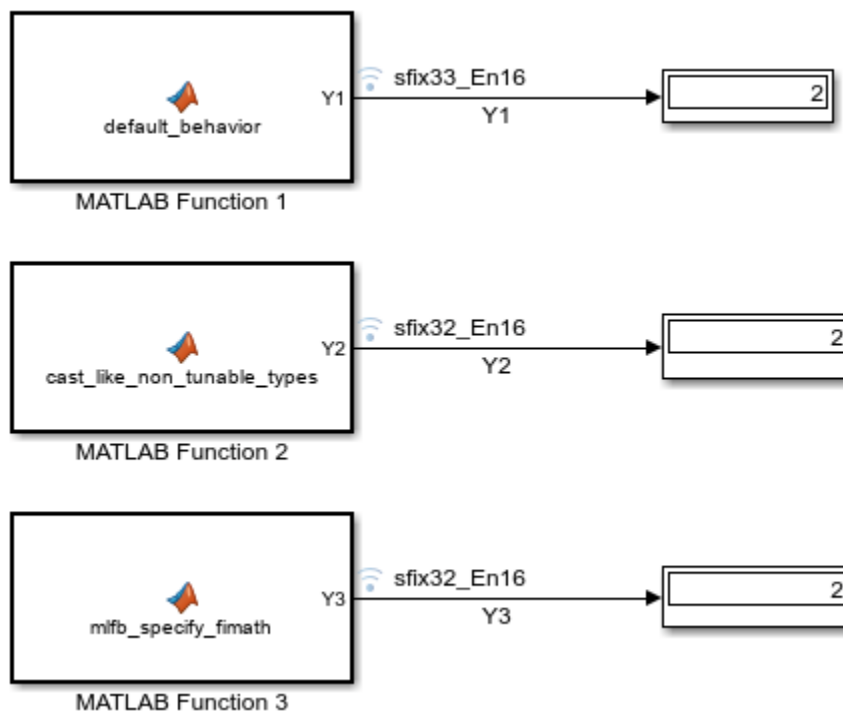 Y1
default_behavior
MATLAB Function 1
sfix33_En16
Y1
2
Y2
cast_like_non_tunable_types
MATLAB Function 2
sfix32_En16
Y2
2
Y3
mlfb_specify_fimath
MATLAB Function 3
sfix32_En16
Y3
2